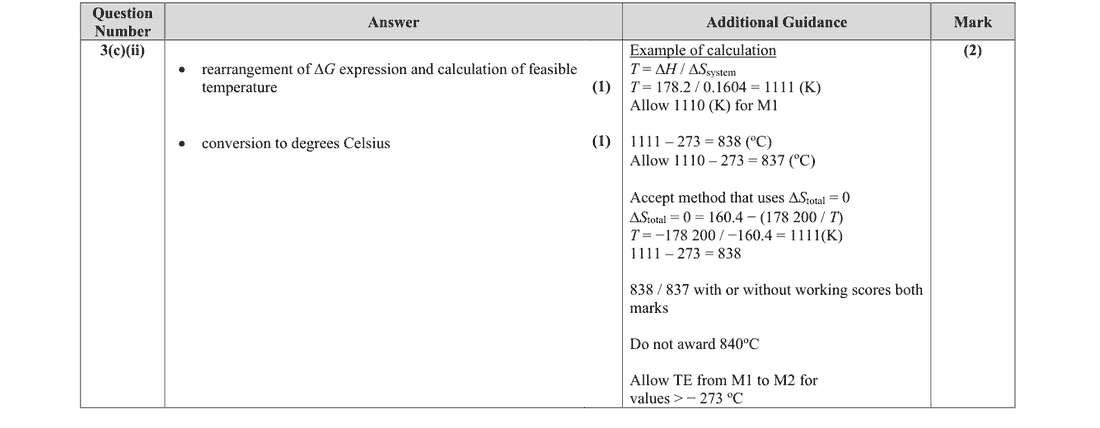 Question Number
Answer
Additional Guidance
Mark
3(c)(ii)
• rearrangement of ΔG expression and calculation of feasible
temperature (1)
• conversion to degrees Celsius (1)
Example of calculation
T = ΔH / ΔSsystem
T = 178.2 / 0.1604 = 1111 (K)
Allow 1110 (K) for M1
1111 – 273 = 838 (°C)
Allow 1110 – 273 = 837 (°C)
Accept method that uses ΔStotal = 0
ΔStotal = 0 = 160.4 − (178 200 / T)
T = −178 200 / −160.4 = 1111(K)
1111 – 273 = 838
838 / 837 with or without working scores both
marks
Do not award 840°C
Allow TE from M1 to M2 for
values > − 273 °C
(2)